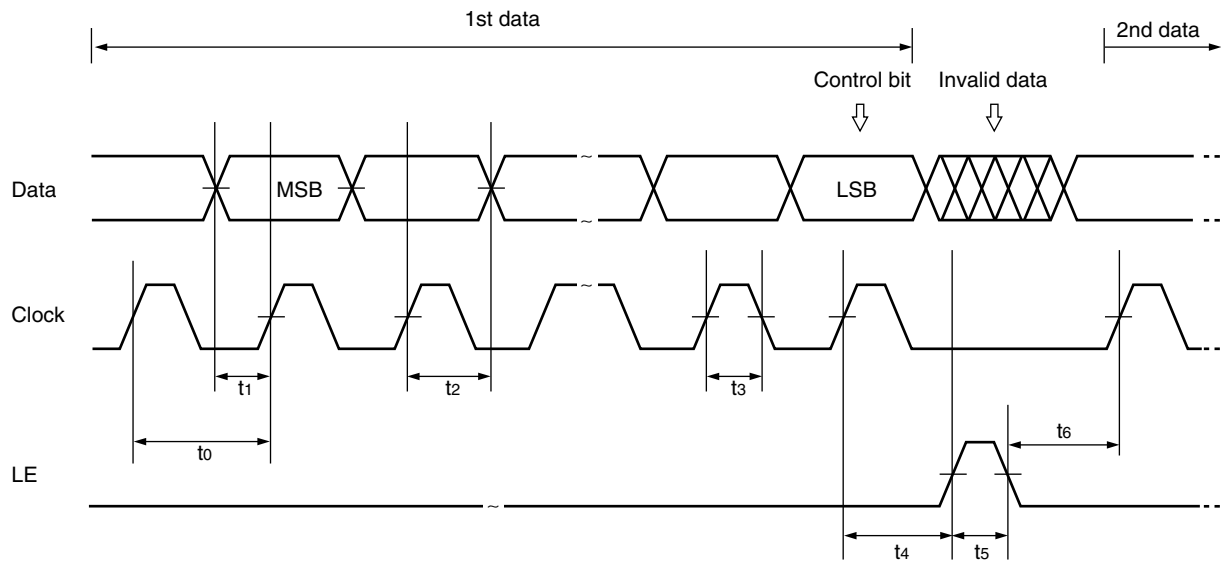 1st data
2nd data
Control bit
Invalid data
Data
MSB
LSB
Clock
t1
t2
t3
t0
t6
LE
t4
t5